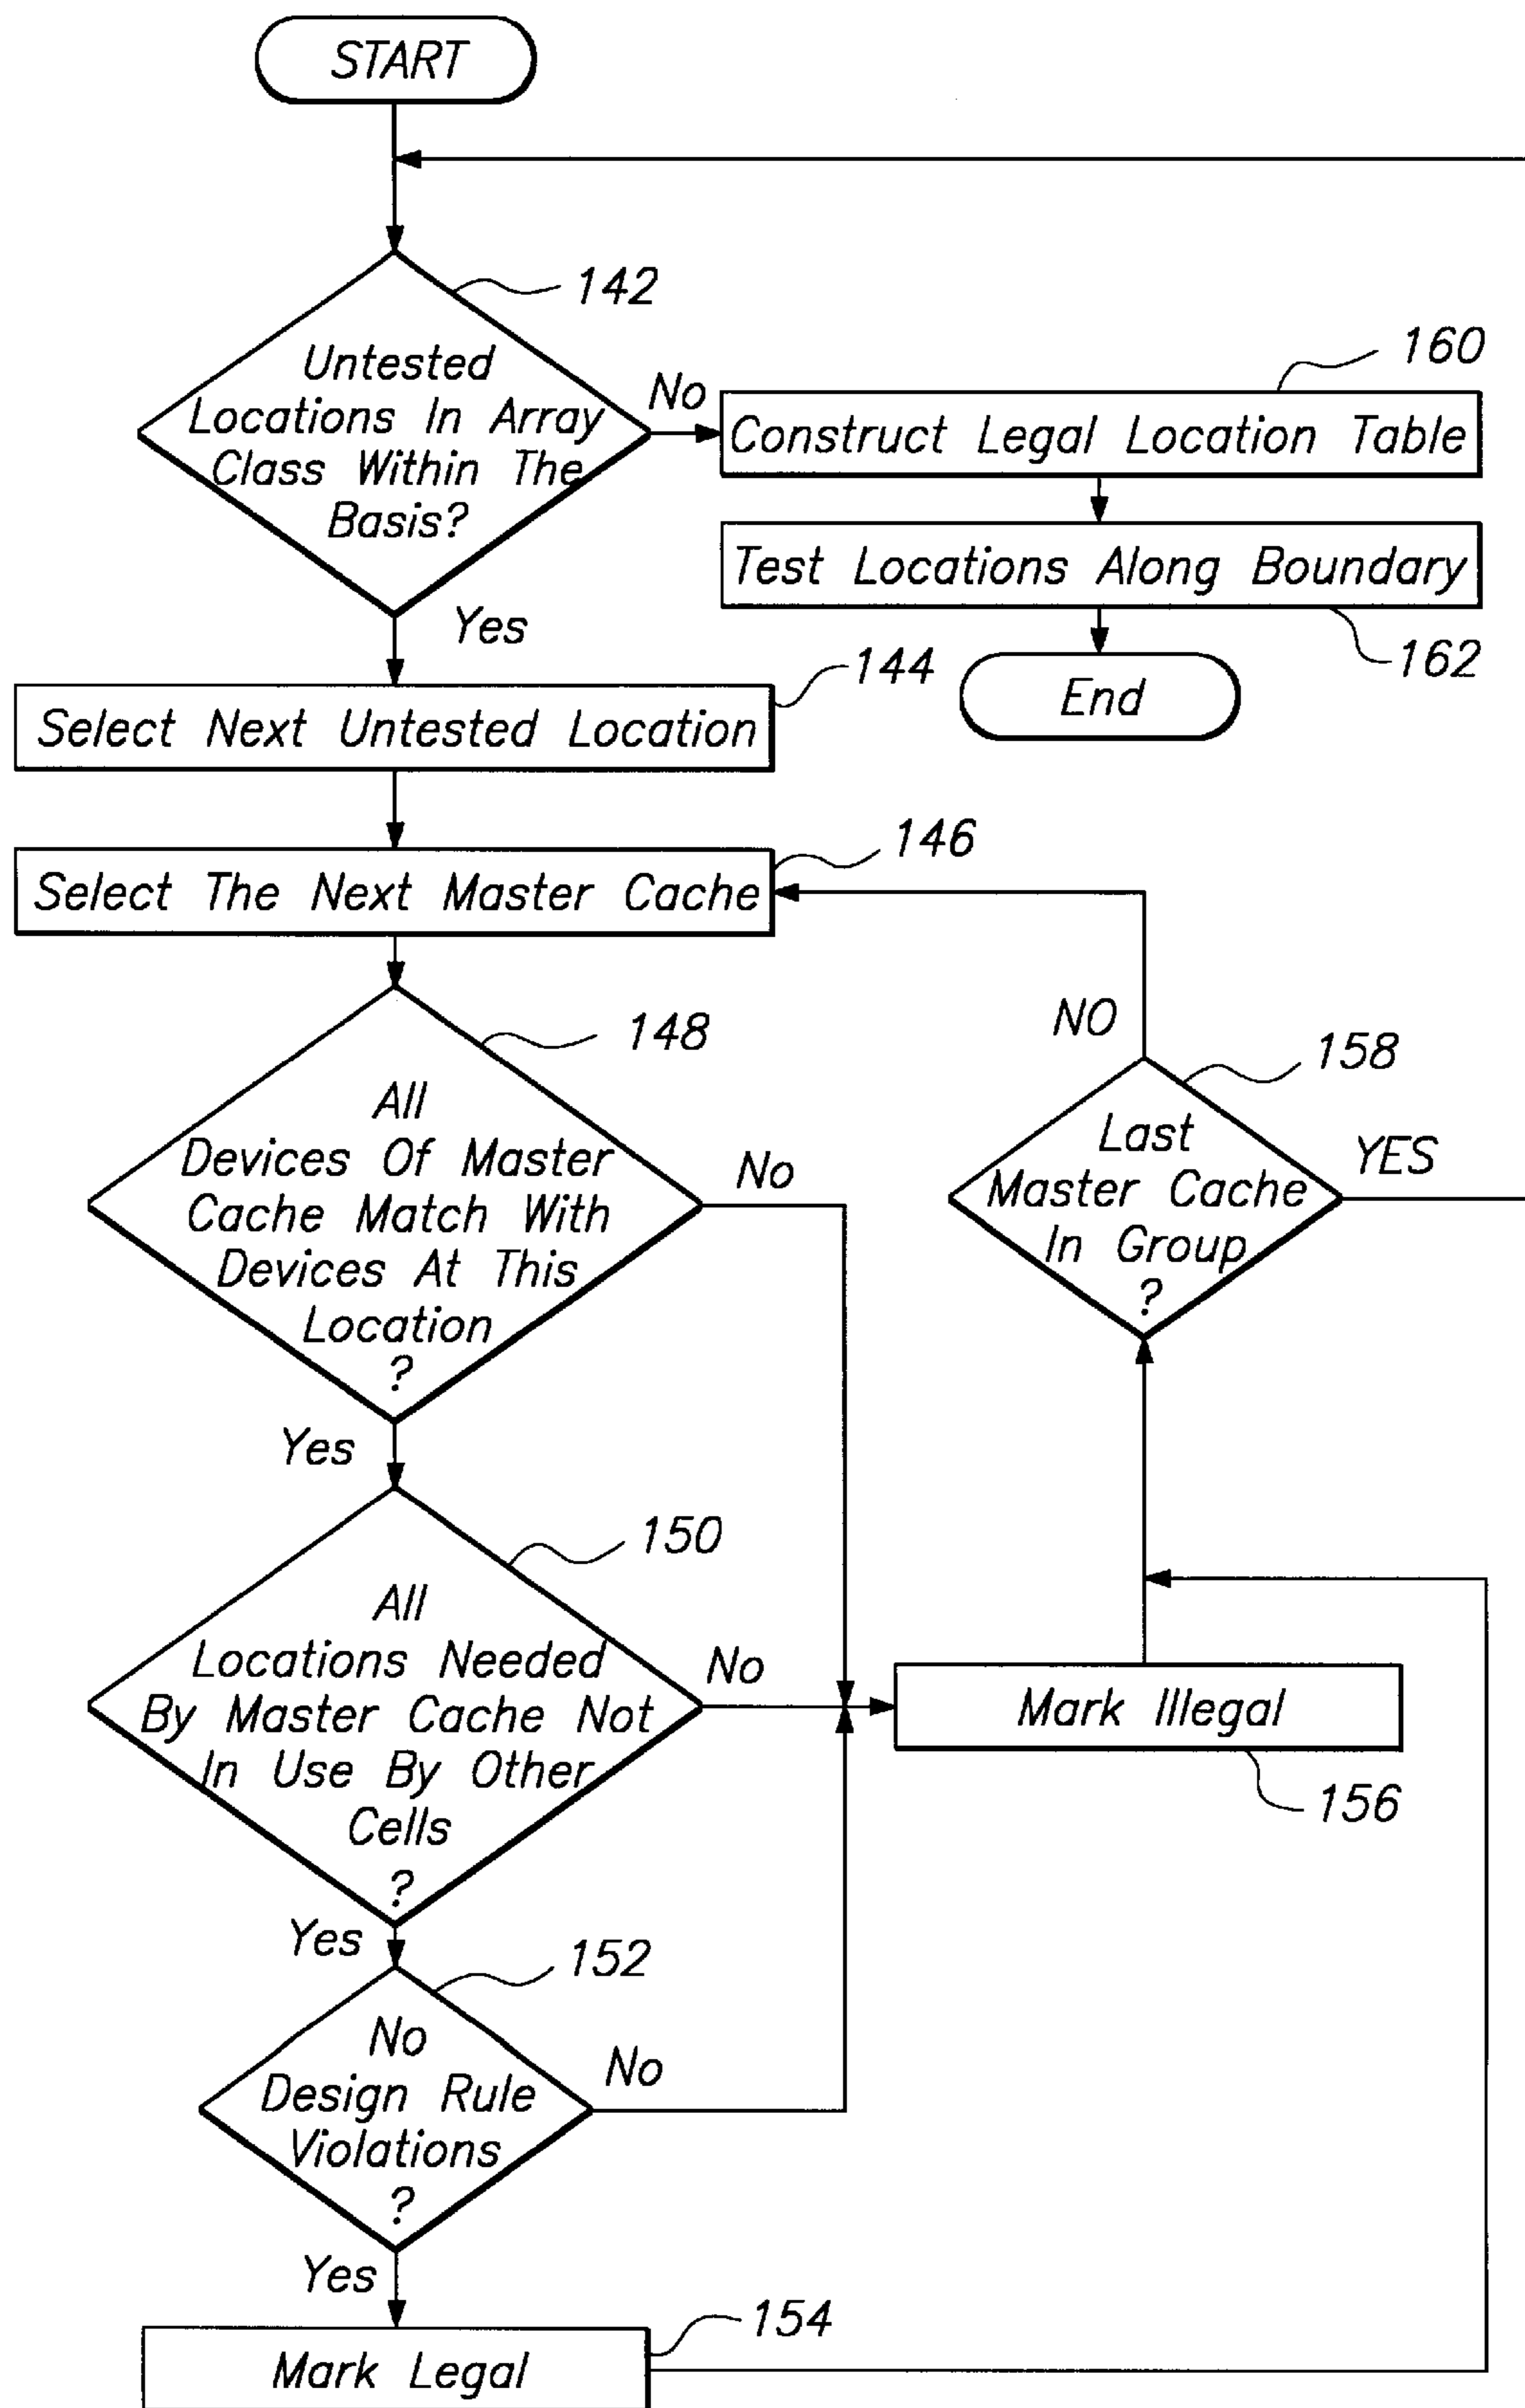 START
142
Untested
Locations In Array
Class Within The
Basis?
No
160
Construct Legal Location Table
Test Locations Along Boundary
162
End
Yes
144
Select Next Untested Location
146
Select The Next Master Cache
148
All
Devices Of Master
Cache Match With
Devices At This
Location
?
No
NO
158
Last
Master Cache
In Group
?
YES
Yes
150
All
Locations Needed
By Master Cache Not
In Use By Other
Cells
?
No
Mark Illegal
156
Yes
152
No
Design Rule
Violations
?
No
Yes
154
Mark Legal